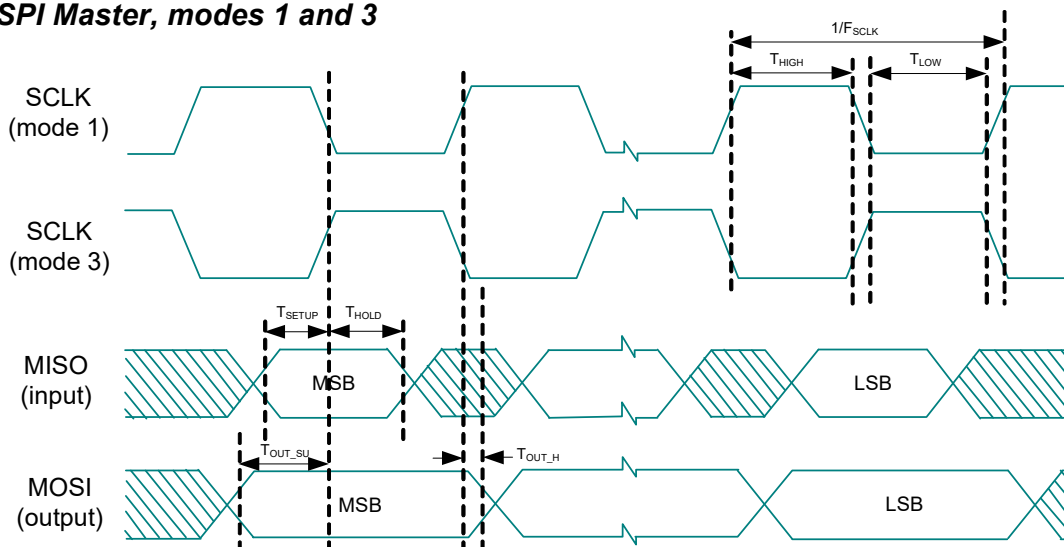 SPI Master, modes 1 and 3
1/FSCLK
THIGH
TLOW
SCLK
(mode 1)
SCLK
(mode 3)
TSETUP
THOLD
MISO
(input)
MSB
LSB
TOUT_SU
TOUT_H
MOSI
(output)
MSB
LSB